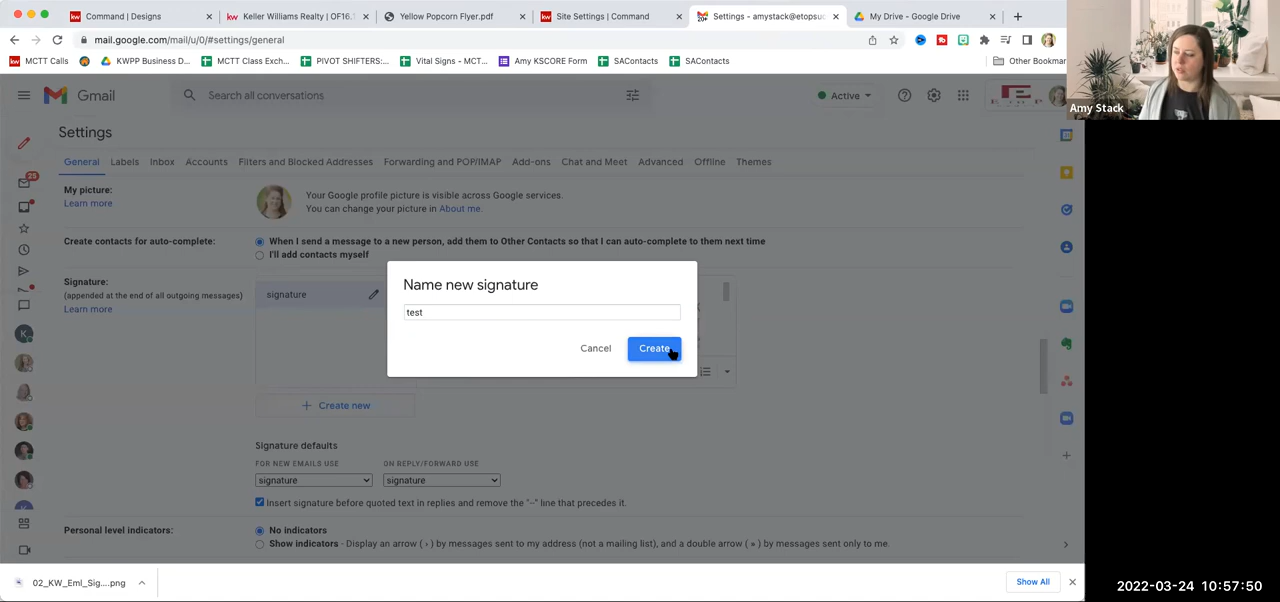 Command | Designs
Keller Williams Realty | OF16.
Yellow Popcorn Flyer.pdf
Site Settings | Command
Settings - amystack@etopsuc
My Drive - Google Drive
mail.google.com/mail/u/0/#settings/general
MCTT Calls
KWPP Business D...
MCTT Class Exch...
PIVOT SHIFTERS:...
Vital Signs - MCT...
Amy KSCORE Form
SAContacts
SAContacts
Other Bookmar
Amy Stack
Gmail
Search all conversations
Active
Settings
General
Labels
Inbox
Accounts
Filters and Blocked Addresses
Forwarding and POP/IMAP
Add-ons
Chat and Meet
Advanced
Offline
Themes
25
My picture:
Learn more
Your Google profile picture is visible across Google services.
You can change your picture in About me.
Create contacts for auto-complete:
When I send a message to a new person, add them to Other Contacts so that I can auto-complete to them next time
I'll add contacts myself
Signature:
(appended at the end of all outgoing messages)
Learn more
signature
Name new signature
test
Cancel
Create
+ Create new
Signature defaults
FOR NEW EMAILS USE
ON REPLY/FORWARD USE
signature
signature
Insert signature before quoted text in replies and remove the "--" line that precedes it.
Personal level indicators:
No indicators
Show indicators - Display an arrow ( › ) by messages sent to my address (not a mailing list), and a double arrow ( » ) by messages sent only to me.
02_KW_Eml_Sig....png
Show All
2022-03-24 10:57:50